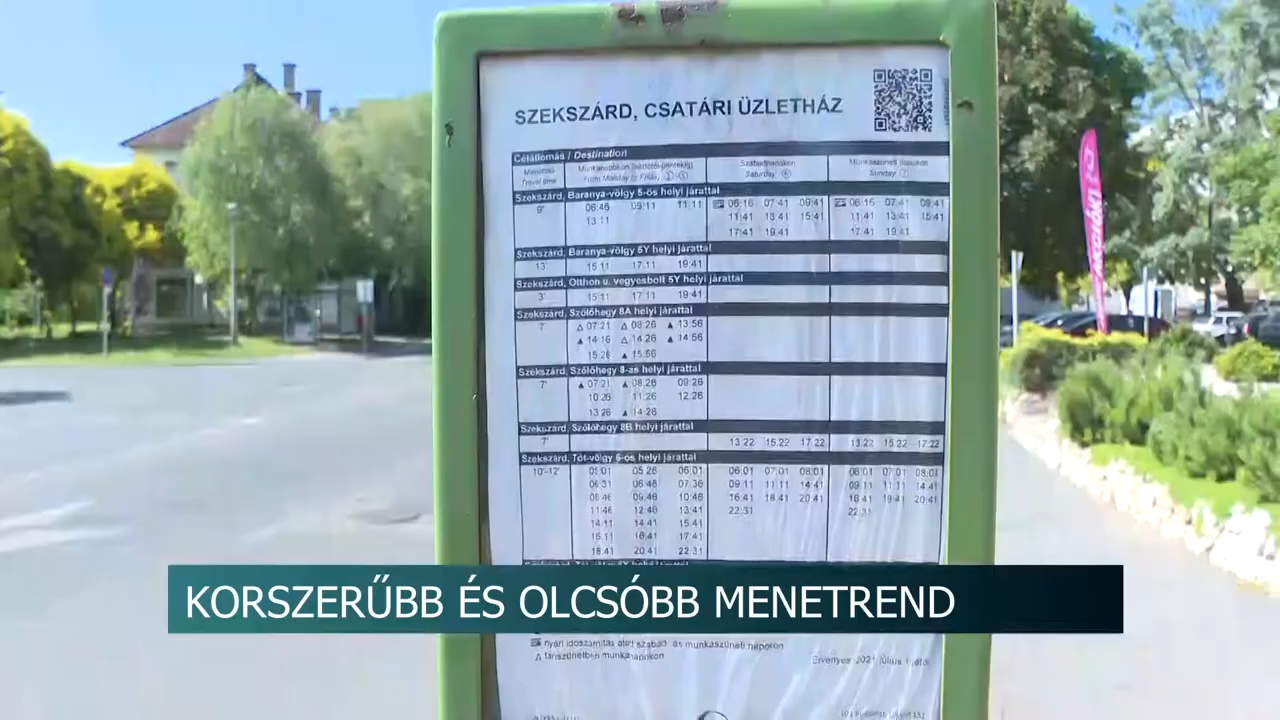 SZEKSZÁRD, CSATÁRI ÜZLETHÁZ
Célállomás / Destination
Menetidő Munkanapokon (hétfőtől-péntekig) Szabadnapokon Munkaszüneti napokon
Travel time From Monday to Friday Saturday Sunday
Szekszárd, Baranya-völgy 5-ös helyi járattal
9' 06:46 09:11 11:11 06:16 07:41 09:41 06:16 07:41 09:41
13:11 11:41 13:41 15:41 11:41 13:41 15:41
17:41 19:41 17:41 19:41
Szekszárd, Baranya-völgy 5Y helyi járattal
13' 15:11 17:11 19:41
Szekszárd, Otthon u. vegyesbolt 5Y helyi járattal
3' 15:11 17:11 19:41
Szekszárd, Szőlőhegy 8A helyi járattal
7' △ 07:21 △ 08:26 ▲ 13:56
▲ 14:16 △ 14:26 ▲ 14:56
15:26 ▲ 15:56
Szekszárd, Szőlőhegy 8-as helyi járattal
7' ▲ 07:21 ▲ 08:26 09:26
10:26 11:26 12:26
13:26 ▲ 14:26
Szekszárd, Szőlőhegy 8B helyi járattal
7' 13:22 15:22 17:22 13:22 15:22 17:22
Szekszárd, Tót-völgy 6-os helyi járattal
10'-12' 05:01 05:26 06:01 06:01 07:01 08:01 06:01 07:01 08:01
06:31 06:46 07:36 09:11 11:11 14:41 09:11 11:11 14:41
08:46 09:46 10:46 16:41 18:41 20:41 16:41 18:41 20:41
11:46 12:46 13:41 22:31 22:31
14:11 14:41 15:41
16:11 16:41 17:41
18:41 20:41 22:31
KORSZERŰBB ÉS OLCSÓBB MENETREND
nyári időszámítás alatt szabad- és munkaszüneti napokon
△ tanszünetben munkanapokon
Érvényes: 2021 július
AKCIÓK!